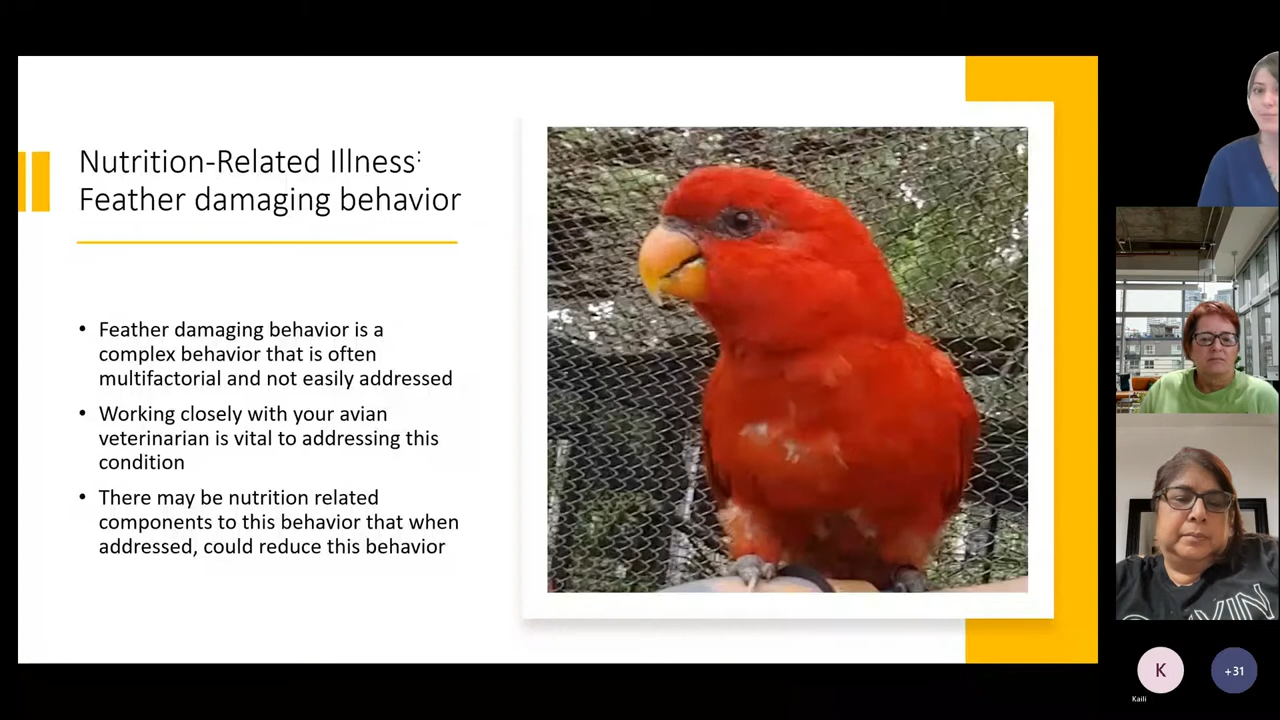 Nutrition-Related Illness:
Feather damaging behavior
• Feather damaging behavior is a
complex behavior that is often
multifactorial and not easily addressed
• Working closely with your avian
veterinarian is vital to addressing this
condition
• There may be nutrition related
components to this behavior that when
addressed, could reduce this behavior
K
+31
Kaili